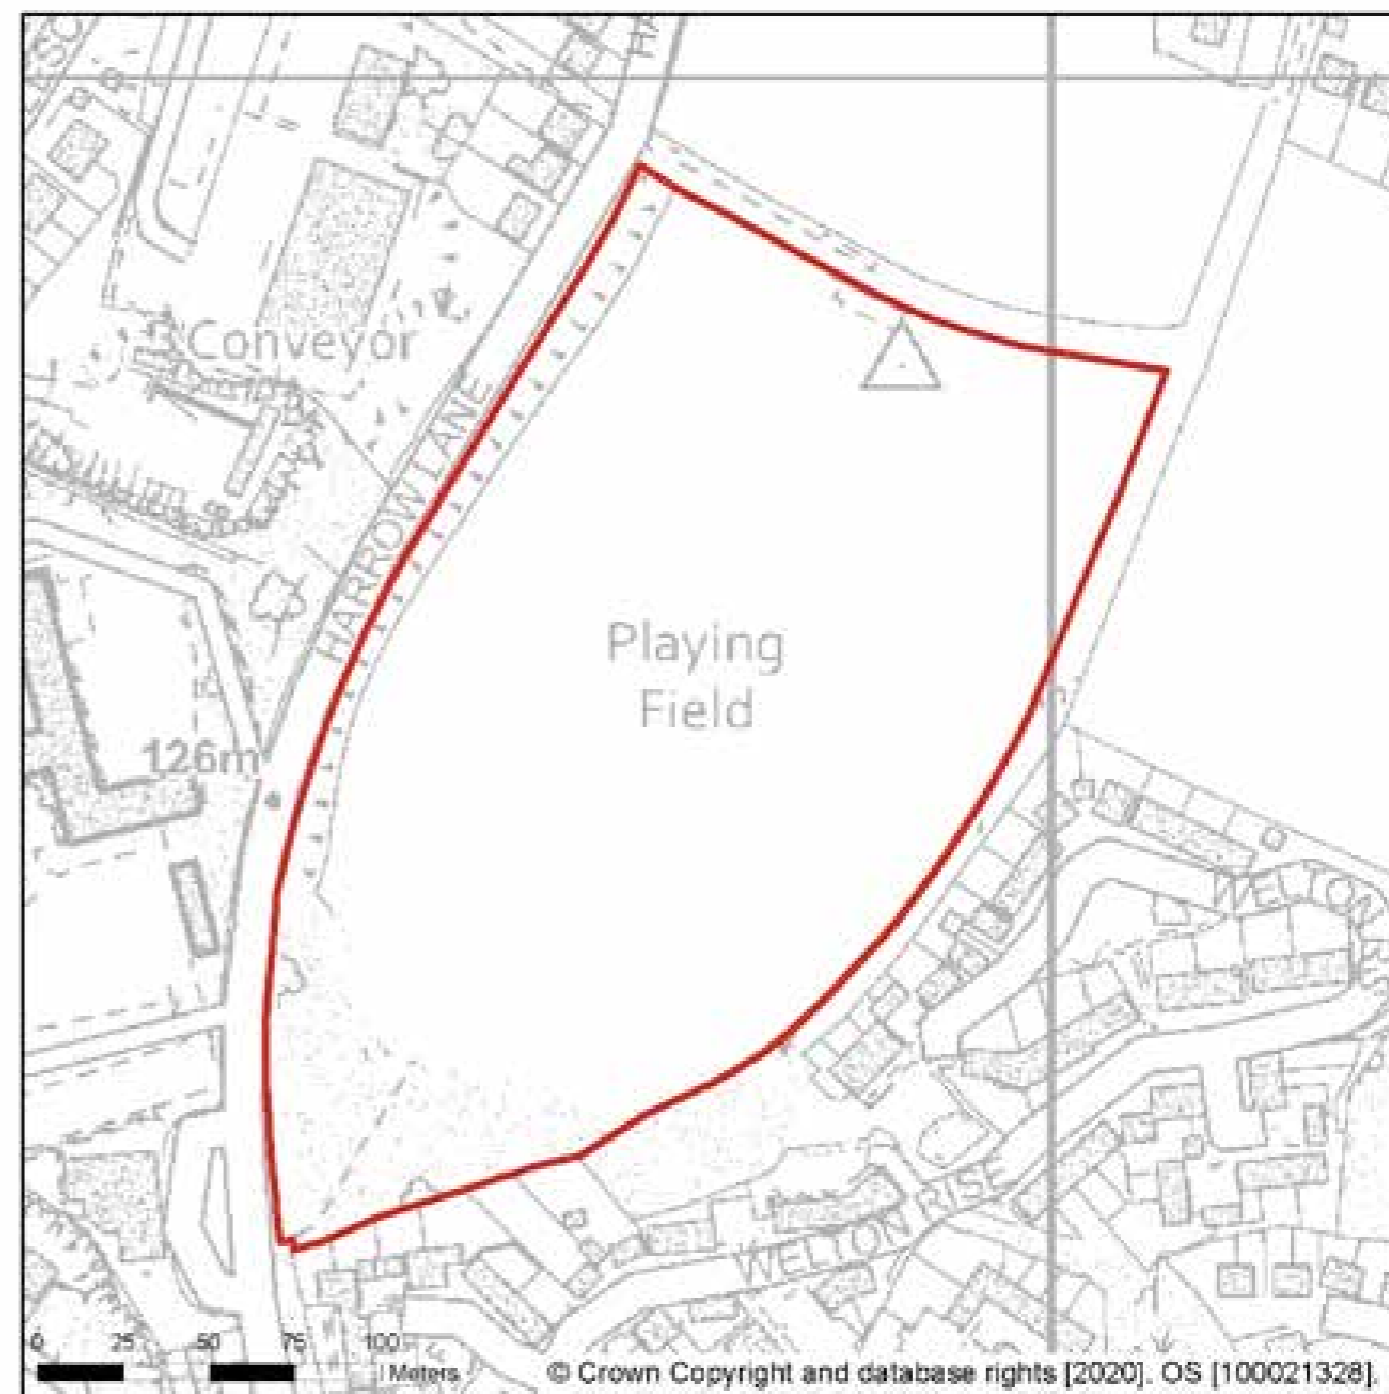 Conveyor
HARROW LANE
Playing
Field
126m
WELTON
WELTON RISE
0 25 50 75 100
Meters
© Crown Copyright and database rights [2020]. OS [100021328].